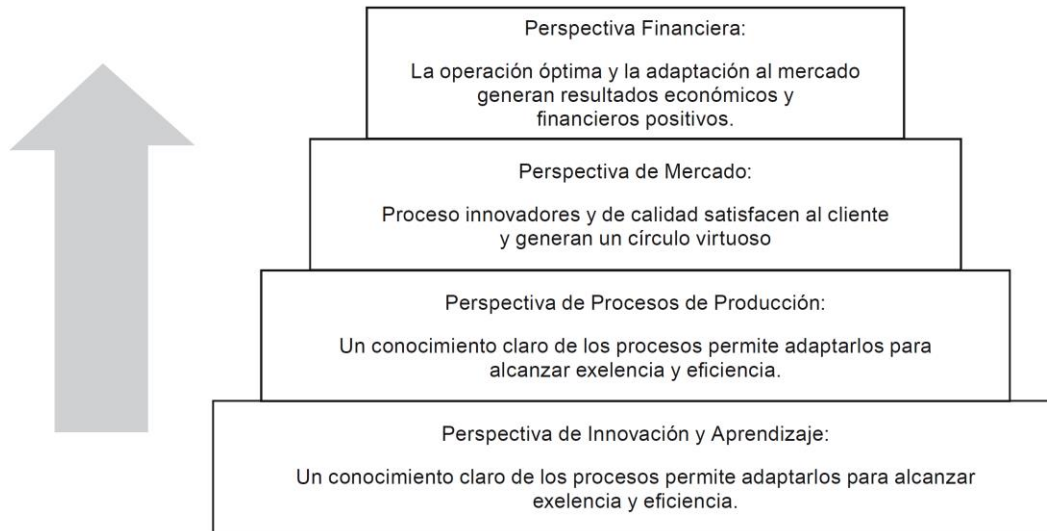 Perspectiva Financiera:
La operación óptima y la adaptación al mercado
generan resultados económicos y
financieros positivos.
Perspectiva de Mercado:
Proceso innovadores y de calidad satisfacen al cliente
y generan un círculo virtuoso
Perspectiva de Procesos de Producción:
Un conocimiento claro de los procesos permite adaptarlos para
alcanzar exelencia y eficiencia.
Perspectiva de Innovación y Aprendizaje:
Un conocimiento claro de los procesos permite adaptarlos para alcanzar
exelencia y eficiencia.